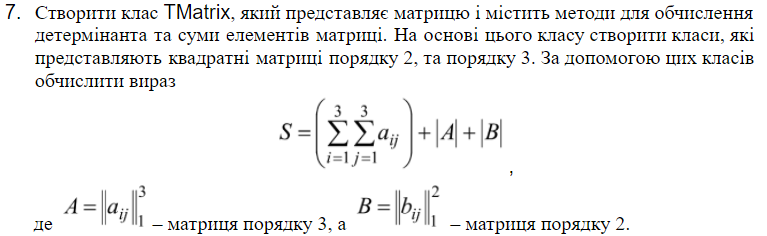 7. Створити клас TMatrix, який представляє матрицю і містить методи для обчислення
детермінанта та суми елементів матриці. На основі цього класу створити класи, які
представляють квадратні матриці порядку 2, та порядку 3. За допомогою цих класів
обчислити вираз
S = (∑_{i=1}^{3} ∑_{j=1}^{3} a_{ij}) + |A| + |B| ,
де A = ‖a_{ij}‖_1^3 – матриця порядку 3, а B = ‖b_{ij}‖_1^2 – матриця порядку 2.